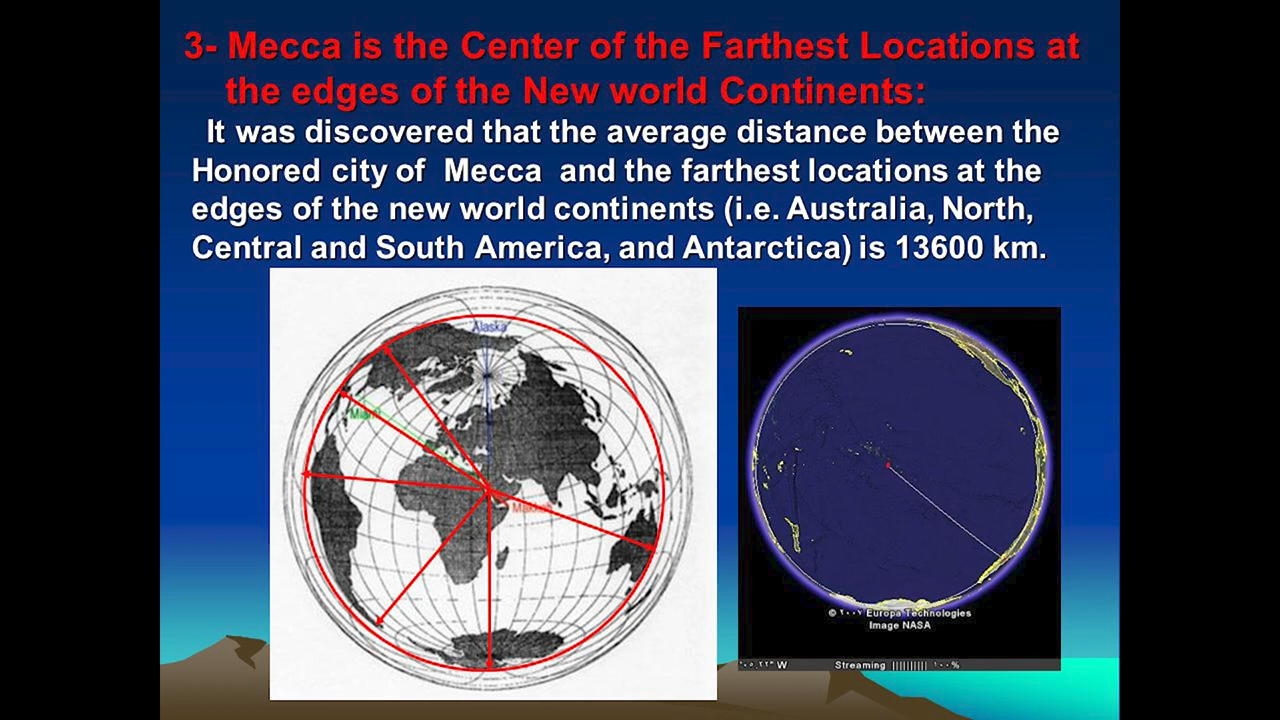 3- Mecca is the Center of the Farthest Locations at
the edges of the New world Continents:
It was discovered that the average distance between the
Honored city of Mecca and the farthest locations at the
edges of the new world continents (i.e. Australia, North,
Central and South America, and Antarctica) is 13600 km.
Alaska
Miami
Makkah
© ٢٠٠٧ Europa Technologies
Image NASA
W
Streaming ||||||||| ١٠٠%